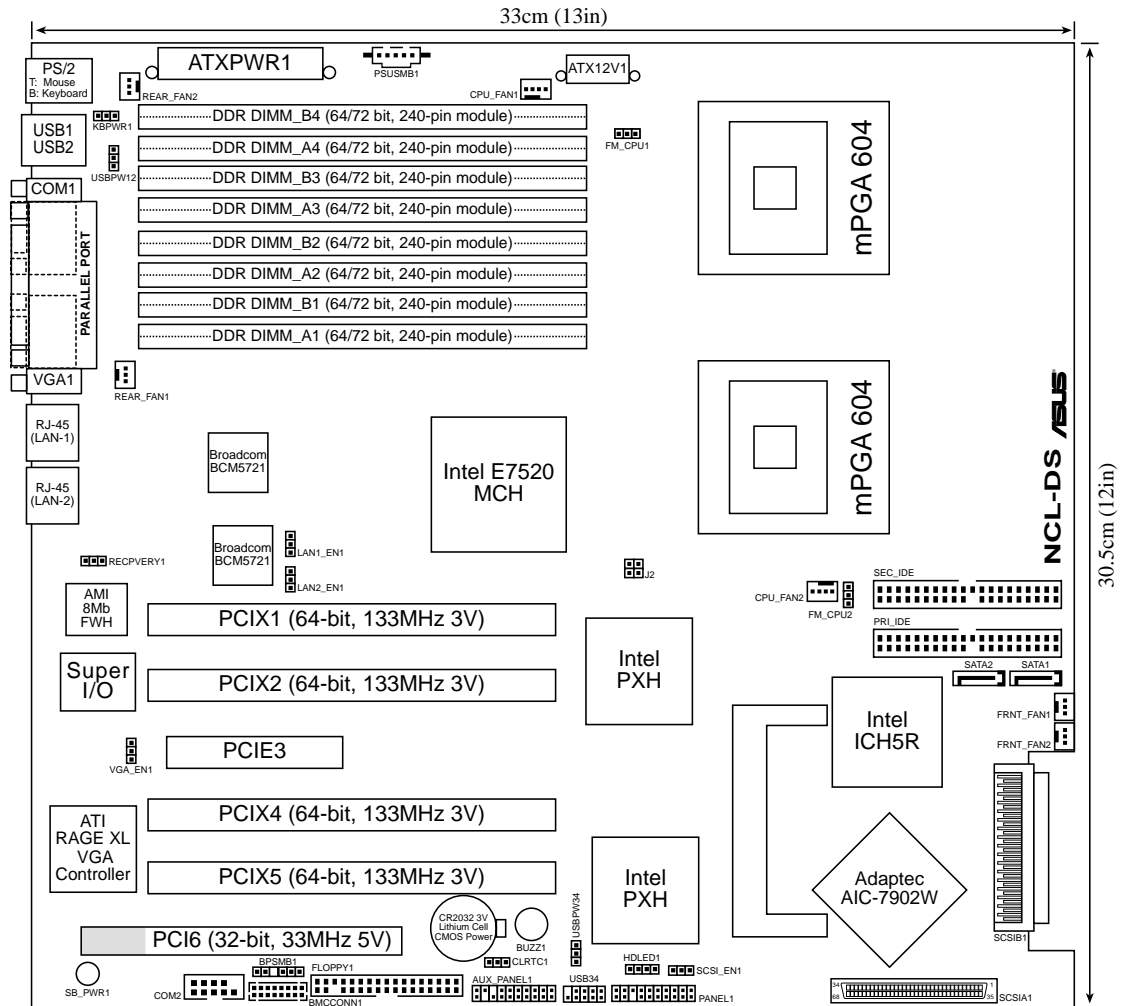 33cm (13in)
PS/2
T: Mouse
B: Keyboard
ATXPWR1
PSUSMB1
ATX12V1
REAR_FAN2
CPU_FAN1
KBPWR1
USB1
USB2
USBPW12
FM_CPU1
DDR DIMM_B4 (64/72 bit, 240-pin module)
DDR DIMM_A4 (64/72 bit, 240-pin module)
DDR DIMM_B3 (64/72 bit, 240-pin module)
DDR DIMM_A3 (64/72 bit, 240-pin module)
DDR DIMM_B2 (64/72 bit, 240-pin module)
DDR DIMM_A2 (64/72 bit, 240-pin module)
DDR DIMM_B1 (64/72 bit, 240-pin module)
DDR DIMM_A1 (64/72 bit, 240-pin module)
mPGA 604
COM1
PARALLEL PORT
VGA1
REAR_FAN1
mPGA 604
NCL-DS ASUS
30.5cm (12in)
RJ-45
(LAN-1)
RJ-45
(LAN-2)
Broadcom
BCM5721
Intel E7520
MCH
Broadcom
BCM5721
LAN1_EN1
LAN2_EN1
RECPVERY1
J2
AMI
8Mb
FWH
CPU_FAN2
FM_CPU2
SEC_IDE
PRI_IDE
SATA2
SATA1
PCIX1 (64-bit, 133MHz 3V)
PCIX2 (64-bit, 133MHz 3V)
Super
I/O
Intel
PXH
Intel
ICH5R
FRNT_FAN1
FRNT_FAN2
PCIE3
VGA_EN1
PCIX4 (64-bit, 133MHz 3V)
PCIX5 (64-bit, 133MHz 3V)
ATI
RAGE XL
VGA
Controller
Intel
PXH
Adaptec
AIC-7902W
SCSIB1
CR2032 3V
Lithium Cell
CMOS Power
BUZZ1
USBPW34
PCI6 (32-bit, 33MHz 5V)
CLRTC1
HDLED1
SCSI_EN1
SB_PWR1
COM2
BPSMB1
BMCCONN1
FLOPPY1
AUX_PANEL1
USB34
PANEL1
34
68
1
35
SCSIA1